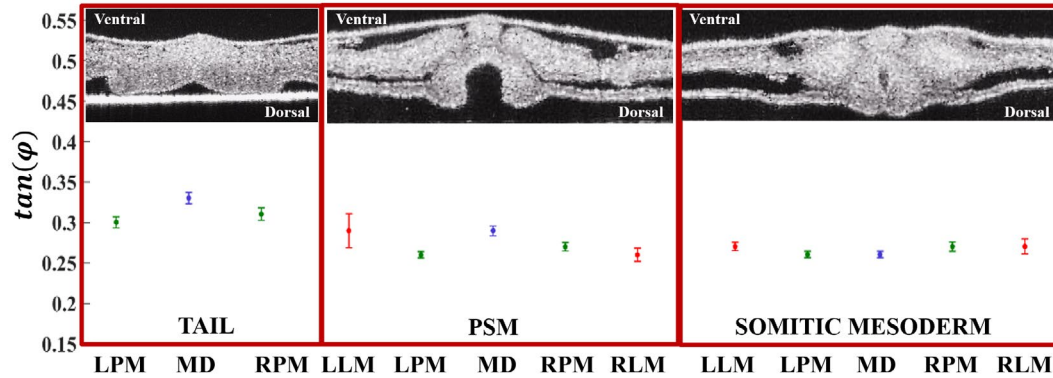 0.55
0.5
0.45
0.4
0.35
0.3
0.25
0.2
0.15
tan(φ)
Ventral
Dorsal
TAIL
LPM MD RPM
Ventral
Dorsal
PSM
LLM LPM MD RPM RLM
Ventral
Dorsal
SOMITIC MESODERM
LLM LPM MD RPM RLM